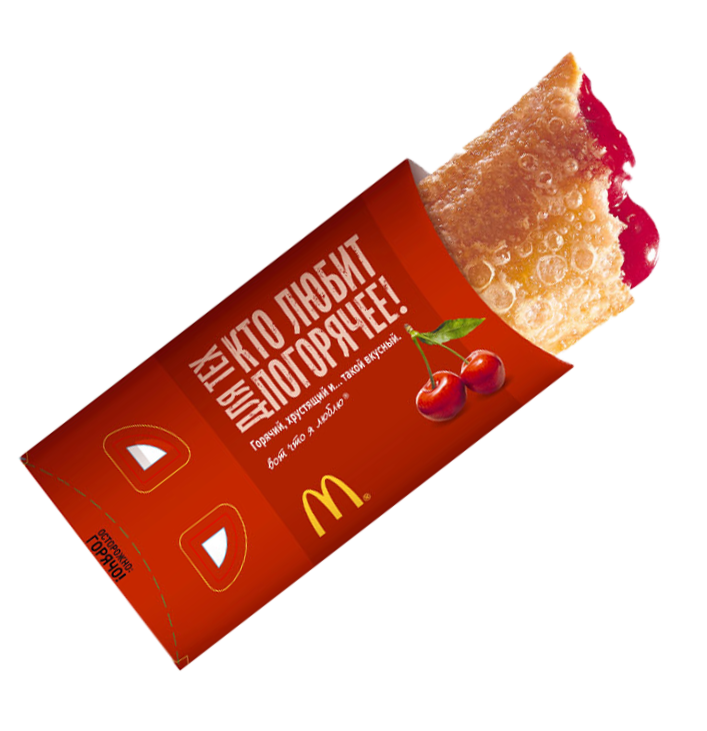 ДЛЯ ТЕХ
КТО ЛЮБИТ
ПОГОРЯЧЕЕ!
Горячий, хрустящий и... такой вкусный.
вот что я люблю®
®
ОСТОРОЖНО:
ГОРЯЧО!